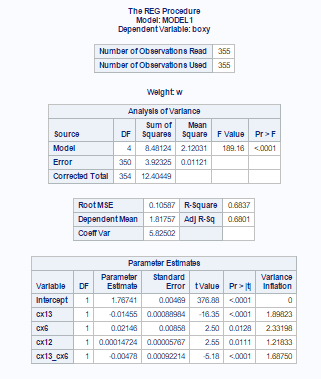 The REG Procedure
Model: MODEL1
Dependent Variable: boxy
Number of Observations Read 355
Number of Observations Used 355
Weight: w
Analysis of Variance
Source DF Sum of Squares Mean Square F Value Pr > F
Model 4 8.48124 2.12031 189.16 <.0001
Error 350 3.92325 0.01121
Corrected Total 354 12.40449
Root MSE 0.10587 R-Square 0.6837
Dependent Mean 1.81757 Adj R-Sq 0.6801
Coeff Var 5.82502
Parameter Estimates
Variable DF Parameter Estimate Standard Error t Value Pr > |t| Variance Inflation
Intercept 1 1.76741 0.00469 376.88 <.0001 0
cx13 1 -0.01455 0.00088984 -16.35 <.0001 1.89823
cx6 1 0.02146 0.00858 2.50 0.0128 2.33198
cx12 1 0.00014724 0.00005767 2.55 0.0111 1.21833
cx13_cx6 1 -0.00478 0.00092214 -5.18 <.0001 1.68750